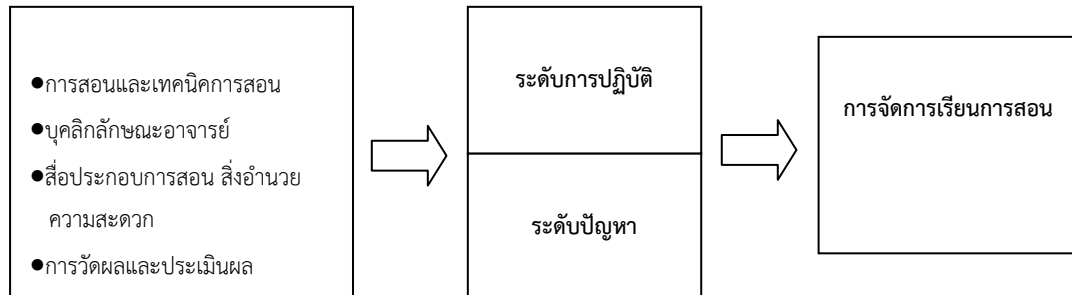 ●การสอนและเทคนิคการสอน
●บุคลิกลักษณะอาจารย์
●สื่อประกอบการสอน สิ่งอำนวย
ความสะดวก
●การวัดผลและประเมินผล
ระดับการปฏิบัติ
ระดับปัญหา
การจัดการเรียนการสอน